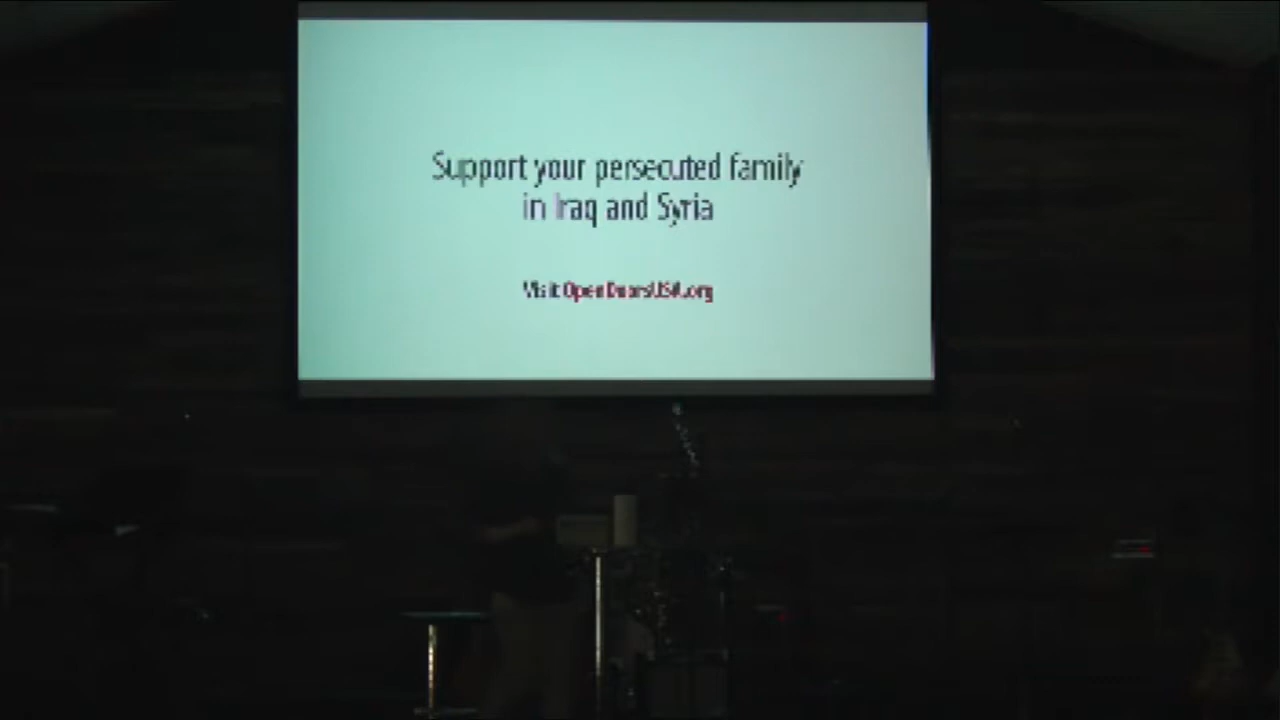 Support your persecuted family
in Iraq and Syria
Visit OpenDoorsUSA.org